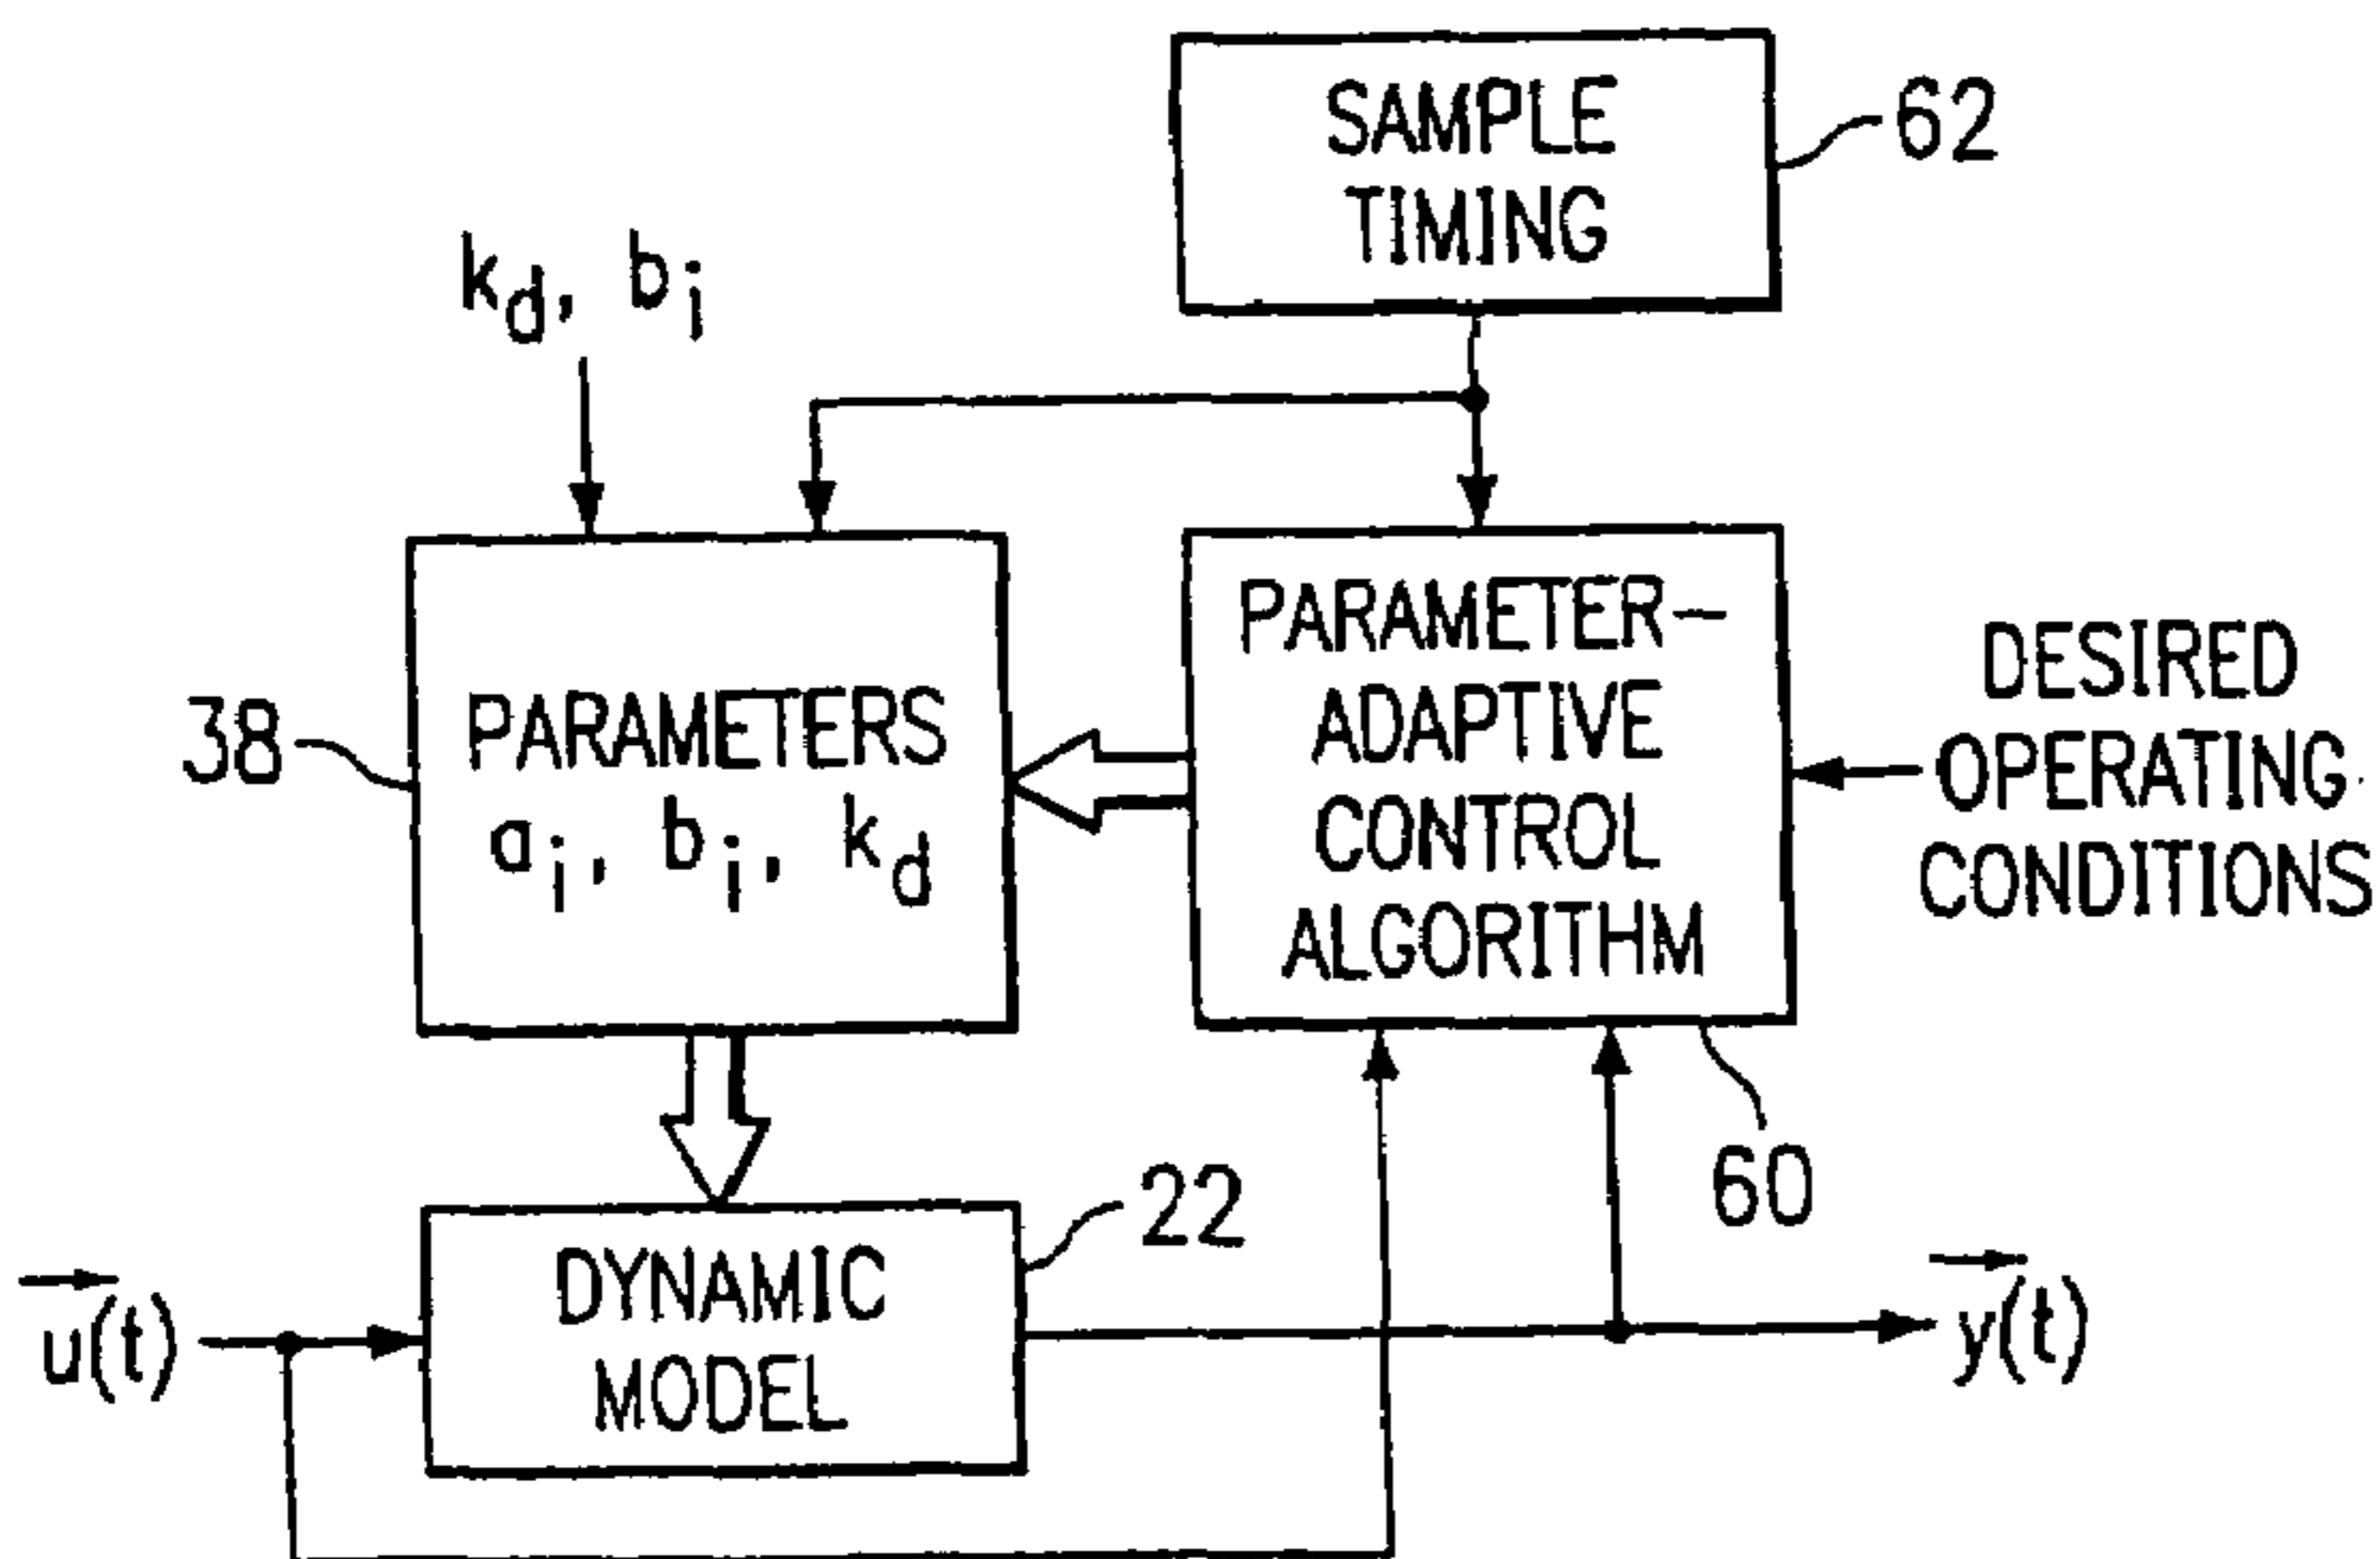 SAMPLE
TIMING
62
kd, bi
PARAMETERS
ai, bi, kd
38
PARAMETER-
ADAPTIVE
CONTROL
ALGORITHM
DESIRED
OPERATING
CONDITIONS
60
22
DYNAMIC
MODEL
u(t)
y(t)